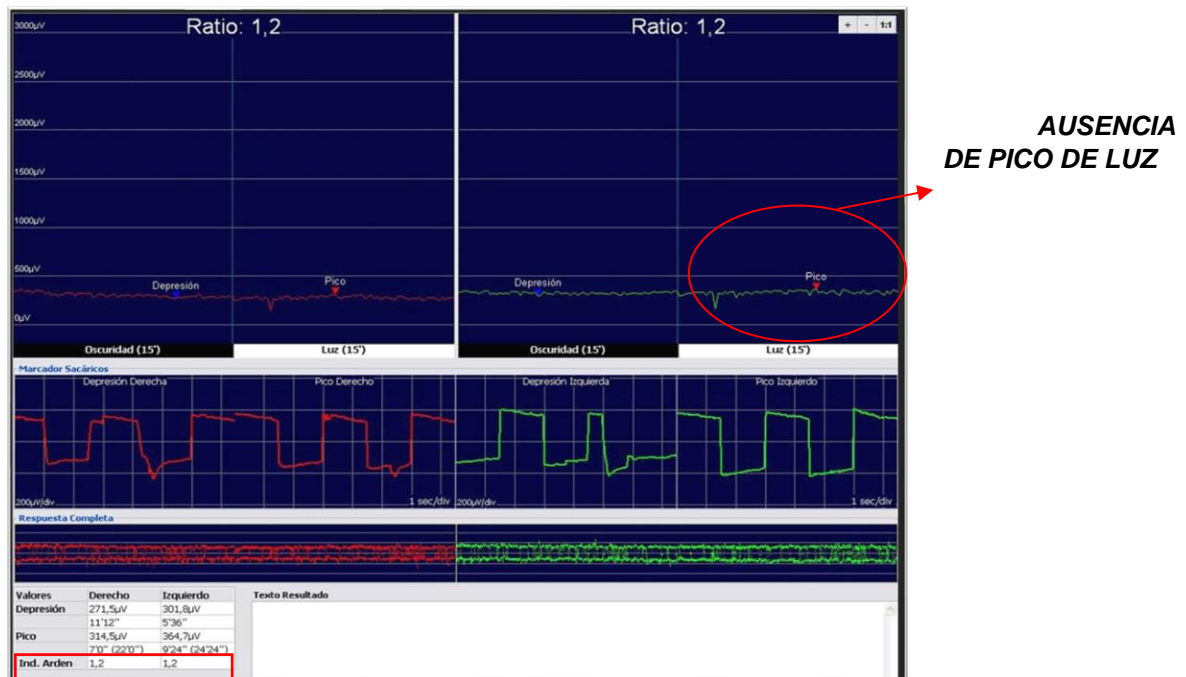 3000µV
Ratio: 1,2
Ratio: 1,2
+ - 1:1
2500µV
2000µV
1500µV
1000µV
500µV
0µV
Depresión
Pico
Depresión
Pico
Oscuridad (15')
Luz (15')
Oscuridad (15')
Luz (15')
AUSENCIA
DE PICO DE LUZ
Marcador Sacáricos
Depresión Derecha
Pico Derecho
Depresión Izquierda
Pico Izquierdo
200µV/div
1 sec/div
200µV/div
1 sec/div
Respuesta Completa
Valores Derecho Izquierdo
Texto Resultado
Depresión 271,5µV 301,8µV
11'12" 5'36"
Pico 314,5µV 364,7µV
7'0" (22'0") 9'24" (24'24")
Ind. Arden 1,2 1,2